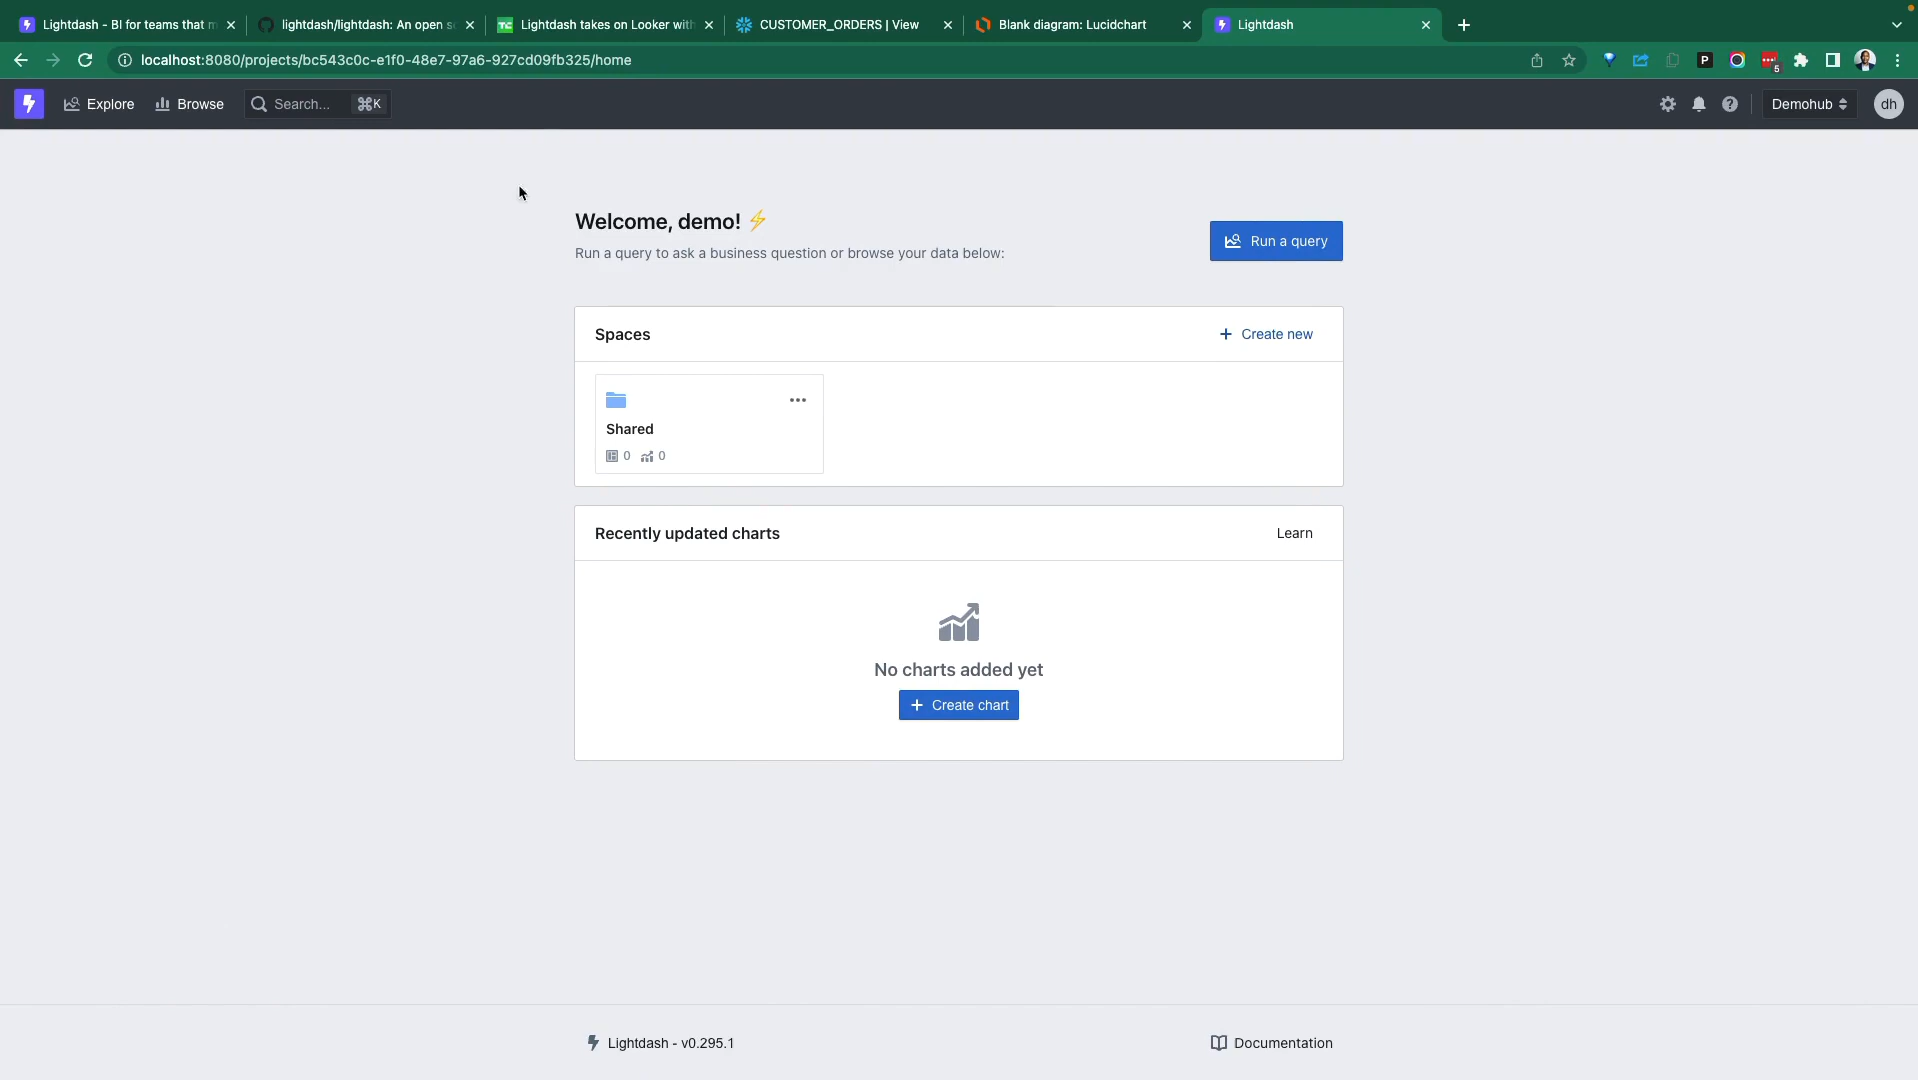 Lightdash - BI for teams that m
lightdash/lightdash: An open s
Lightdash takes on Looker with
CUSTOMER_ORDERS | View
Blank diagram: Lucidchart
Lightdash
localhost:8080/projects/bc543c0c-e1f0-48e7-97a6-927cd09fb325/home
P
5
Explore
Browse
Search...
⌘K
Demohub
dh
Welcome, demo! ⚡
Run a query to ask a business question or browse your data below:
Run a query
Spaces
+ Create new
Shared
0 0
Recently updated charts
Learn
No charts added yet
+ Create chart
Lightdash - v0.295.1
Documentation